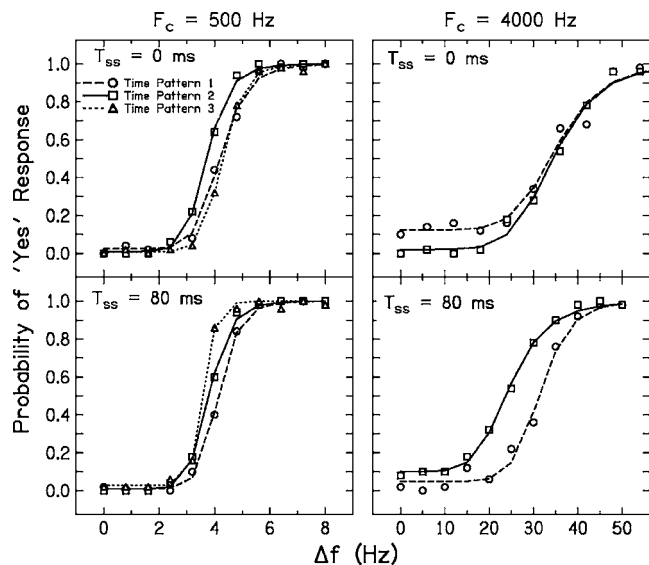 F_c = 500 Hz
F_c = 4000 Hz
T_ss = 0 ms
Time Pattern 1
Time Pattern 2
Time Pattern 3
T_ss = 0 ms
1.0
0.8
0.6
0.4
0.2
0.0
T_ss = 80 ms
T_ss = 80 ms
1.0
0.8
0.6
0.4
0.2
0.0
Probability of 'Yes' Response
0 2 4 6 8
0 10 20 30 40 50
Δf (Hz)